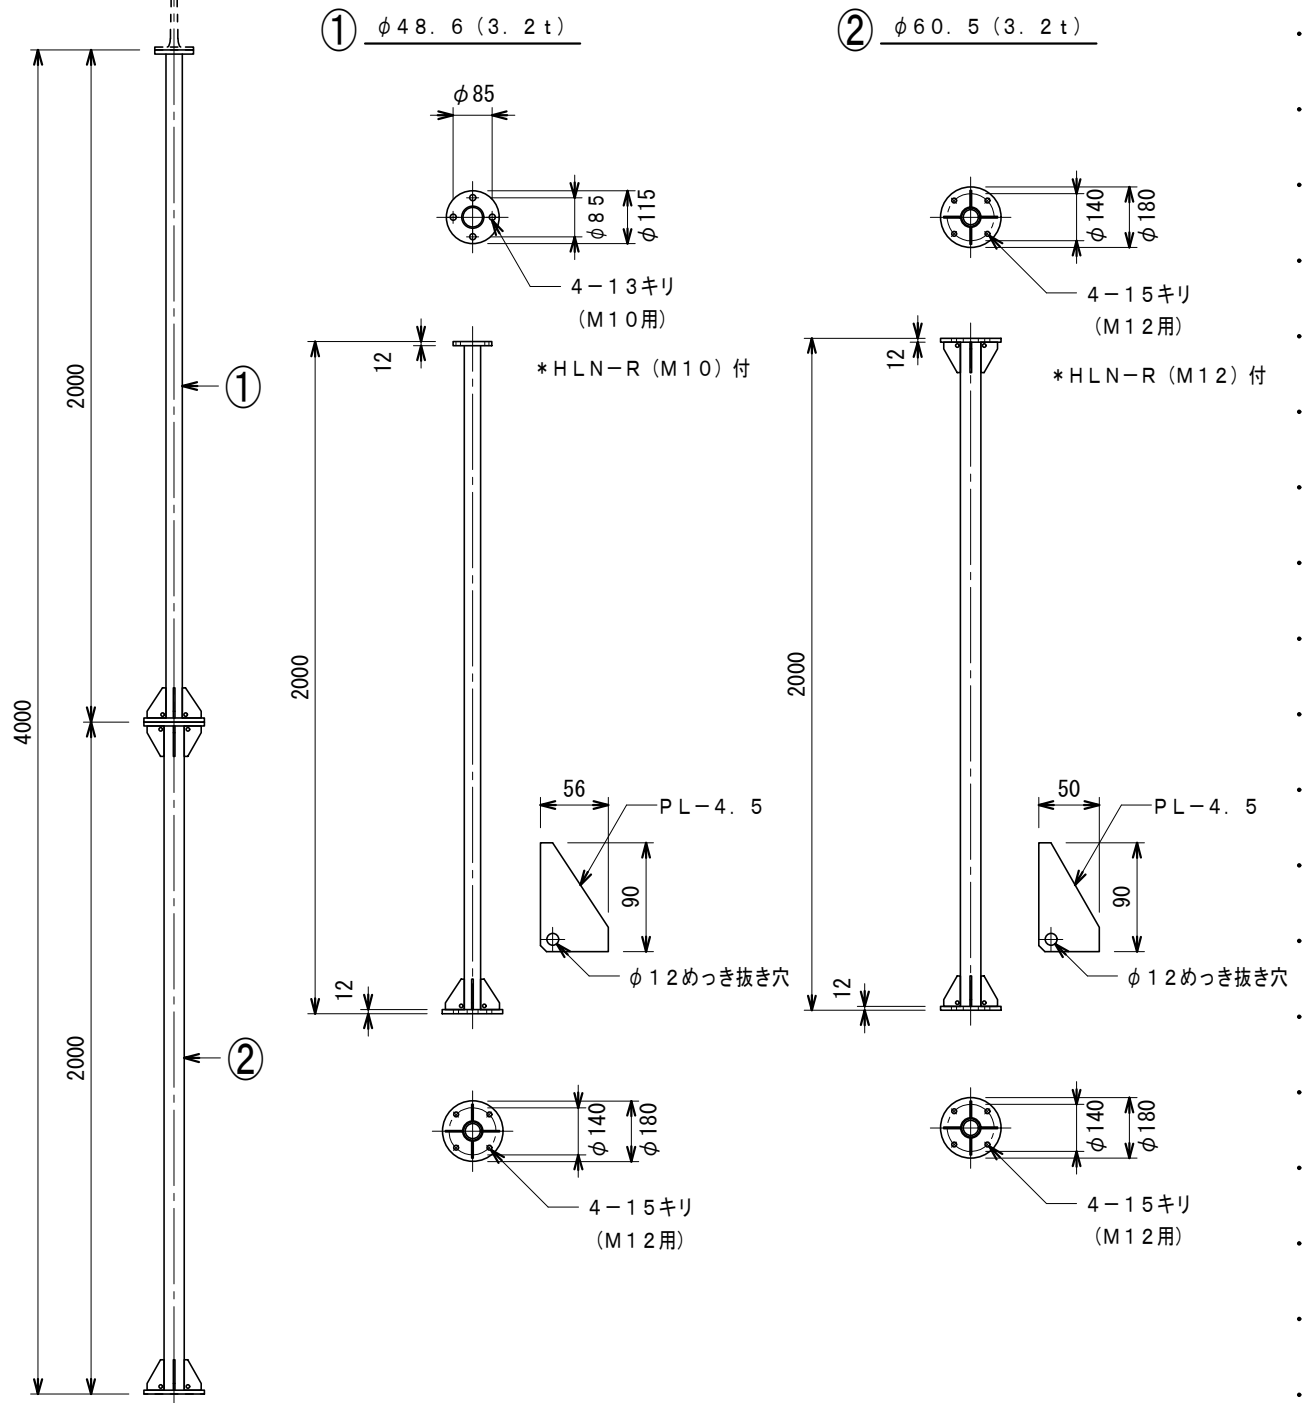 ① φ48.6（3.2t）
② φ60.5（3.2t）
φ85
φ85
φ115
4－13キリ
（M10用）
＊HLN－R（M10）付
φ140
φ180
4－15キリ
（M12用）
＊HLN－R（M12）付
12
12
2000
①
4000
2000
2000
2000
②
56
PL－4.5
90
φ12めっき抜き穴
12
50
PL－4.5
90
φ12めっき抜き穴
12
φ140
φ180
4－15キリ
（M12用）
φ140
φ180
4－15キリ
（M12用）